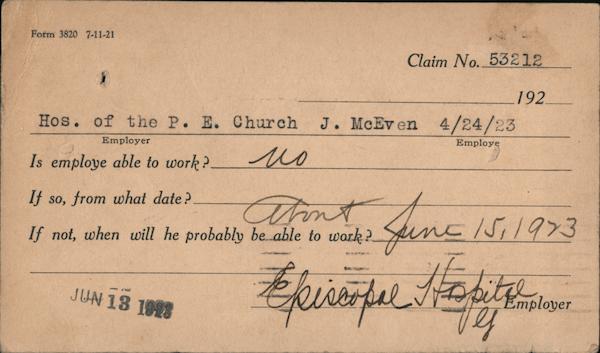 Form 3820 7-11-21
Claim No. 53212
192
Hos. of the P. E. Church J. McEven 4/24/23
Employer Employe
Is employe able to work? No
If so, from what date?
About
If not, when will he probably be able to work? June 15, 1923
Episcopal Hospital
Employer
JUN 13 1923